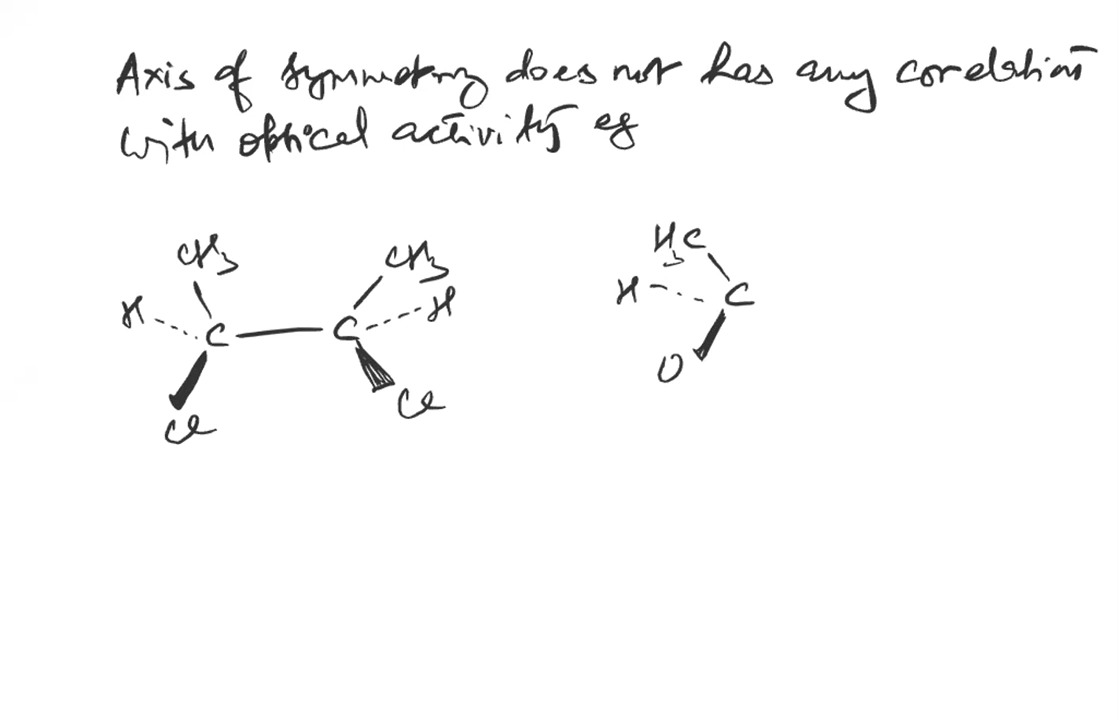 Axis of symmetry does not has any corelation
with optical activity eg
CH3 CH3 H3C
H H H C
C C
Cl Cl O